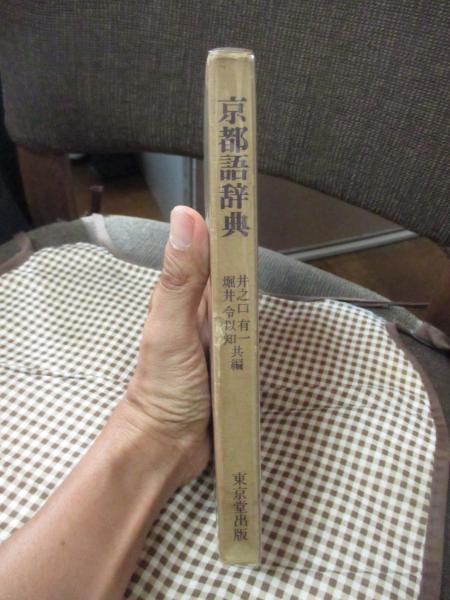 京都語辞典
井之口 有一
堀井 令以知
共編
東京堂出版